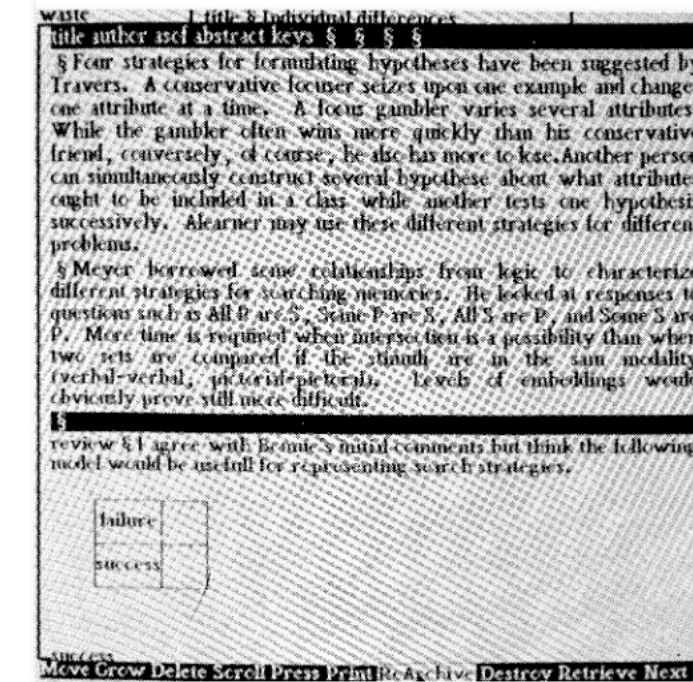 waste title § Individual differences
title author ascf abstract keys § § § §
§ Four strategies for formulating hypotheses have been suggested by
Travers. A conservative focuser seizes upon one example and change
one attribute at a time. A focus gambler varies several attributes
While the gambler often wins more quickly than his conservative
friend, conversely, of course, he also has more to lose. Another person
can simultaneously construct several hypothese about what attribute
ought to be included in a class while another tests one hypothesis
successively. Alearner may use these different strategies for differen
problems.
§ Meyer borrowed some relationships from logic to characterize
different strategies for searching memories. He looked at responses t
questions such as All P are S, Some P are S, All S are P, and Some S are
P. More time is required when intersection is a possibility than when
two sets are compared if the stimuli are in the sam modality
(verbal-verbal, pictorial-pictoral). Levels of embeddings woul
obviously prove still more difficult.
§
review § I agree with initial comments but think the following
model would be usefull for representing search strategies.
failure
success
success
Move Grow Delete Scroll Press Print ReArchive Destroy Retrieve Next